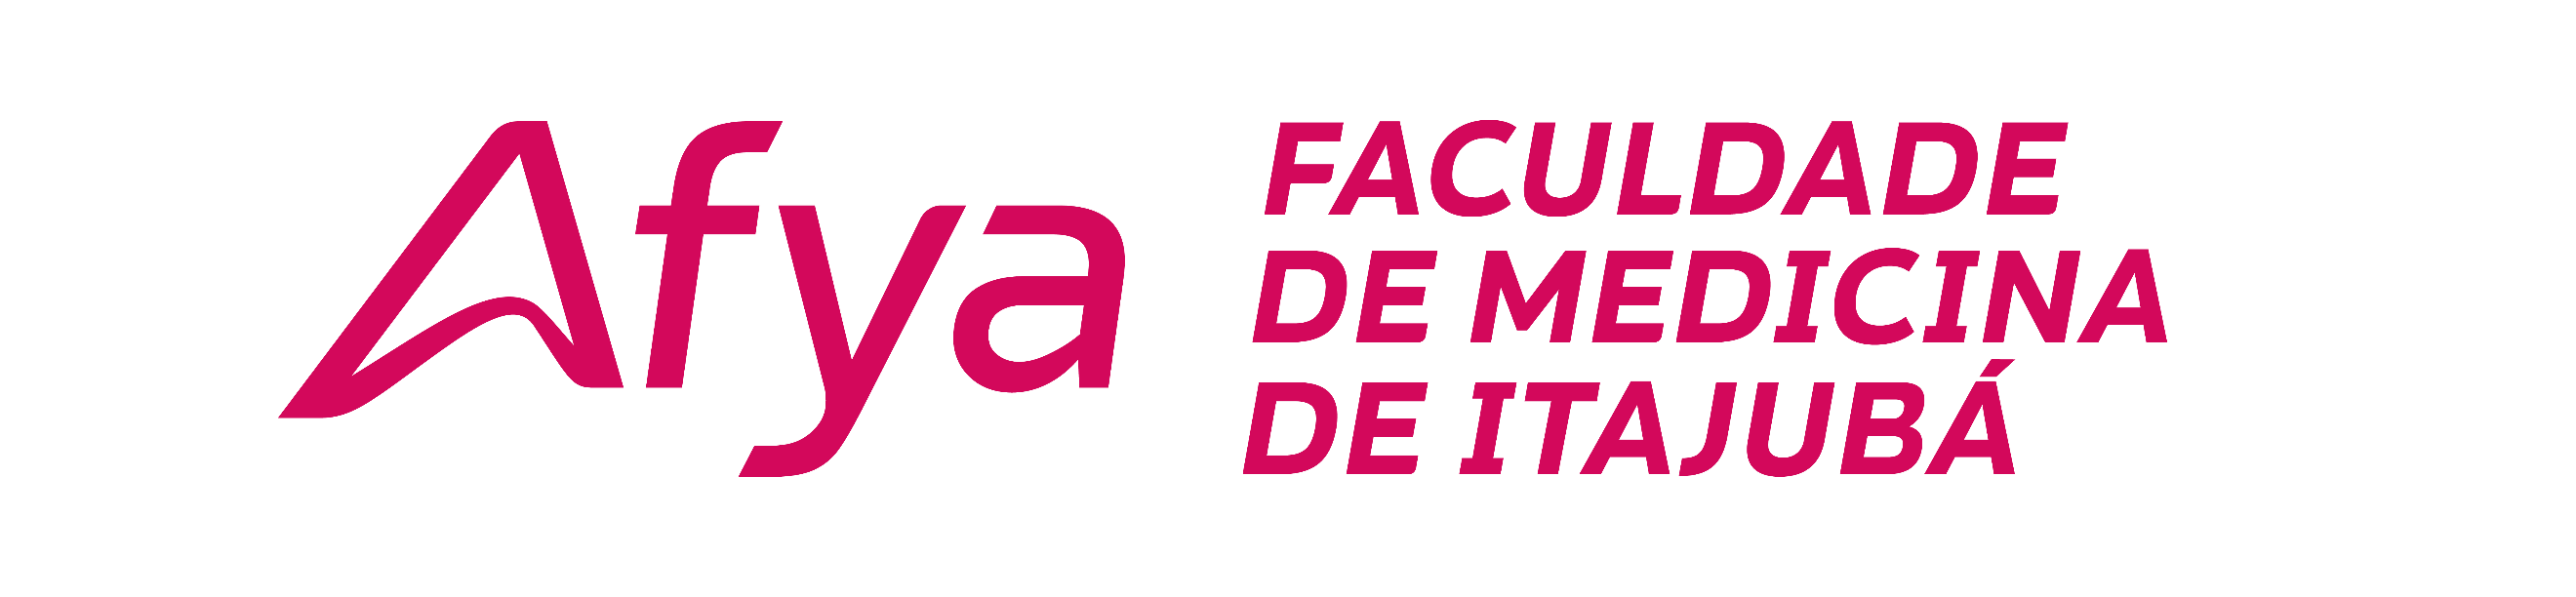 Afya
FACULDADE
DE MEDICINA
DE ITAJUBÁ